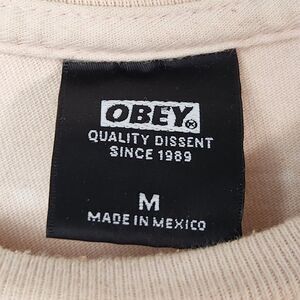 OBEY®
QUALITY DISSENT
SINCE 1989
M
MADE IN MEXICO